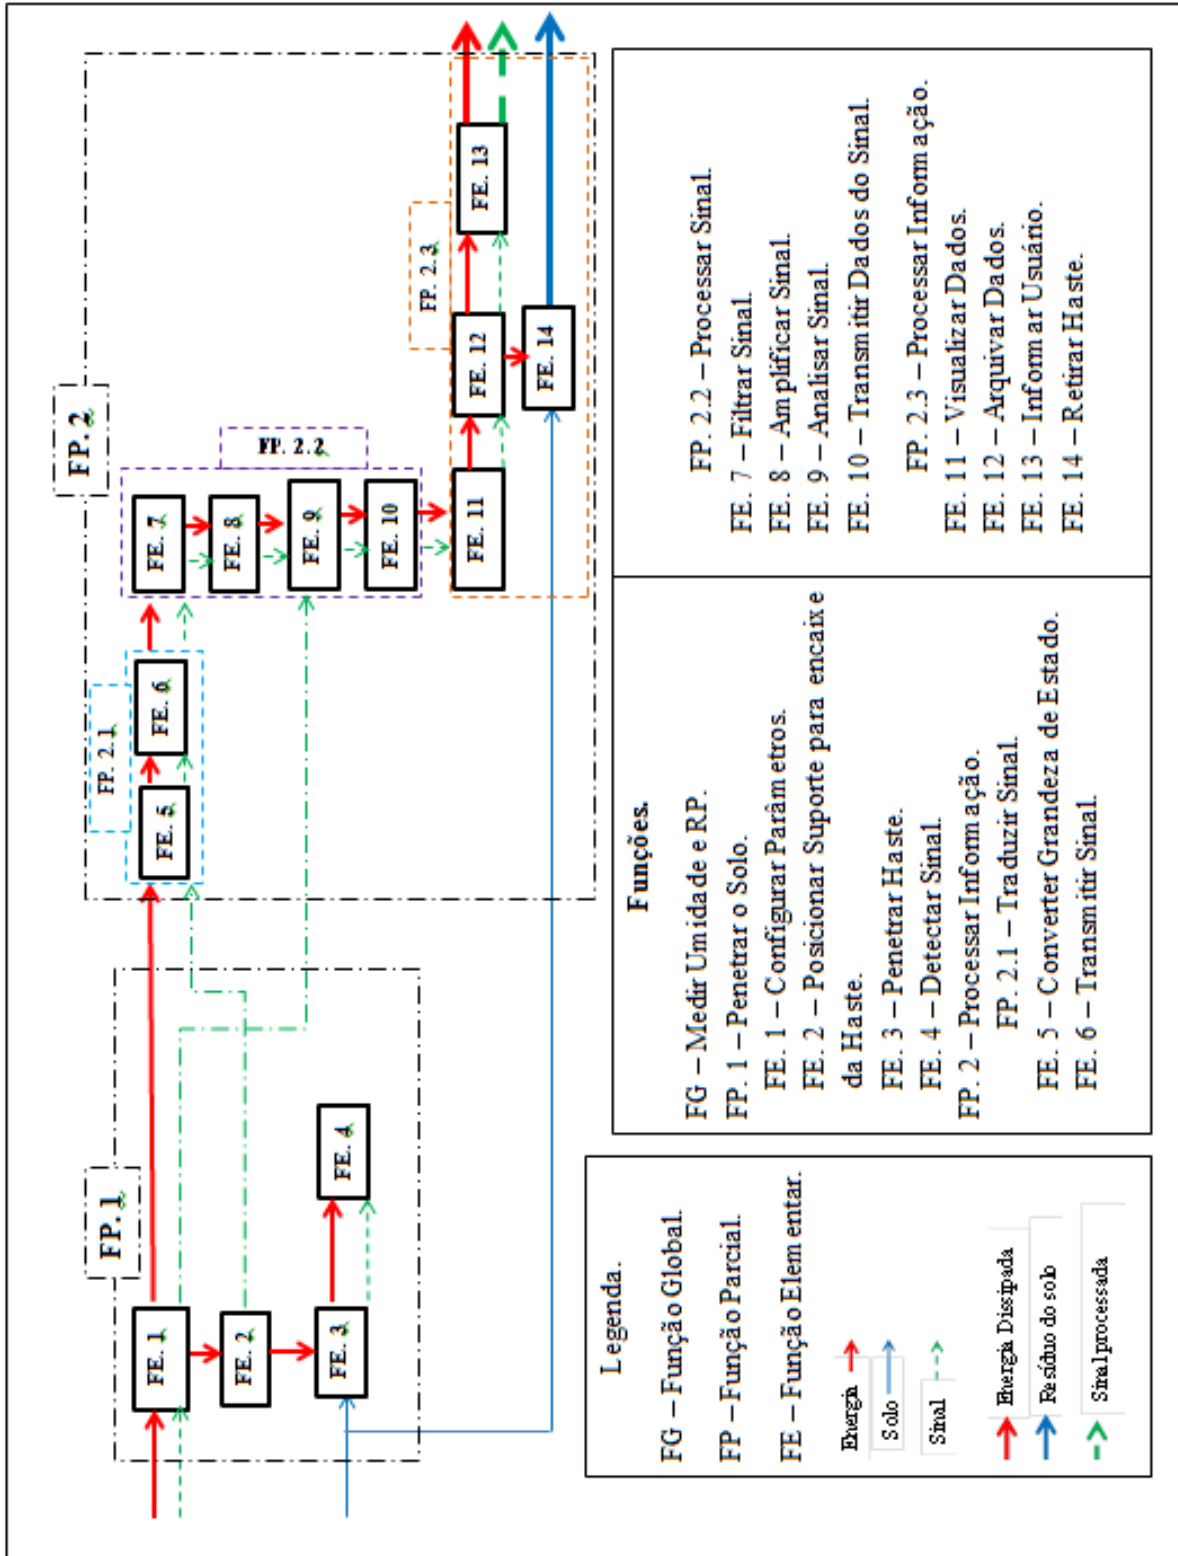 FP. 1
FE. 1
FE. 2
FE. 3
FE. 4
FP. 2
FP. 2.1
FE. 5
FE. 6
FP. 2.2
FE. 7
FE. 8
FE. 9
FE. 10
FP. 2.3
FE. 11
FE. 12
FE. 13
FE. 14
Legenda.
FG – Função Global.
FP – Função Parcial.
FE – Função Elementar.
Energia
Solo
Sinal
Energia Dissipada
Resíduo do solo
Sinal processada
Funções.
FG – Medir Umidade e RP.
FP. 1 – Penetrar o Solo.
FE. 1 – Configurar Parâmetros.
FE. 2 – Posicionar Suporte para encaixe e
da Haste.
FE. 3 – Penetrar Haste.
FE. 4 – Detectar Sinal.
FP. 2 – Processar Informação.
FP. 2.1 – Traduzir Sinal.
FE. 5 – Converter Grandeza de Estado.
FE. 6 – Transmitir Sinal.
FP. 2.2 – Processar Sinal.
FE. 7 – Filtrar Sinal.
FE. 8 – Amplificar Sinal.
FE. 9 – Analisar Sinal.
FE. 10 – Transmitir Dados do Sinal.
FP. 2.3 – Processar Informação.
FE. 11 – Visualizar Dados.
FE. 12 – Arquivar Dados.
FE. 13 – Informar Usuário.
FE. 14 – Retirar Haste.